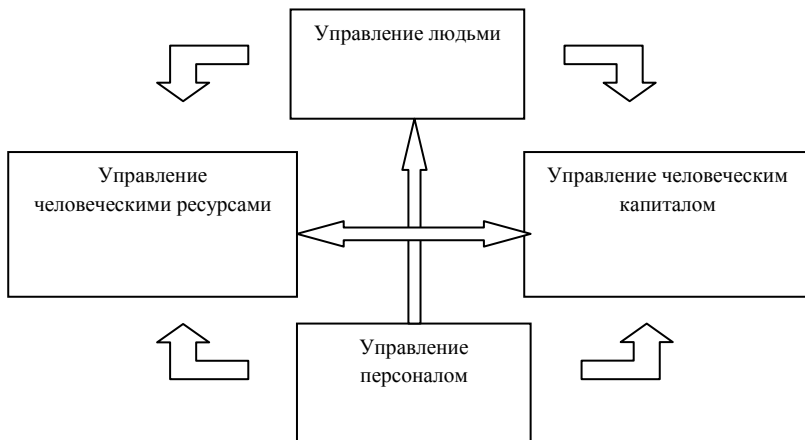 Управление людьми
Управление
человеческими ресурсами
Управление человеческим
капиталом
Управление
персоналом